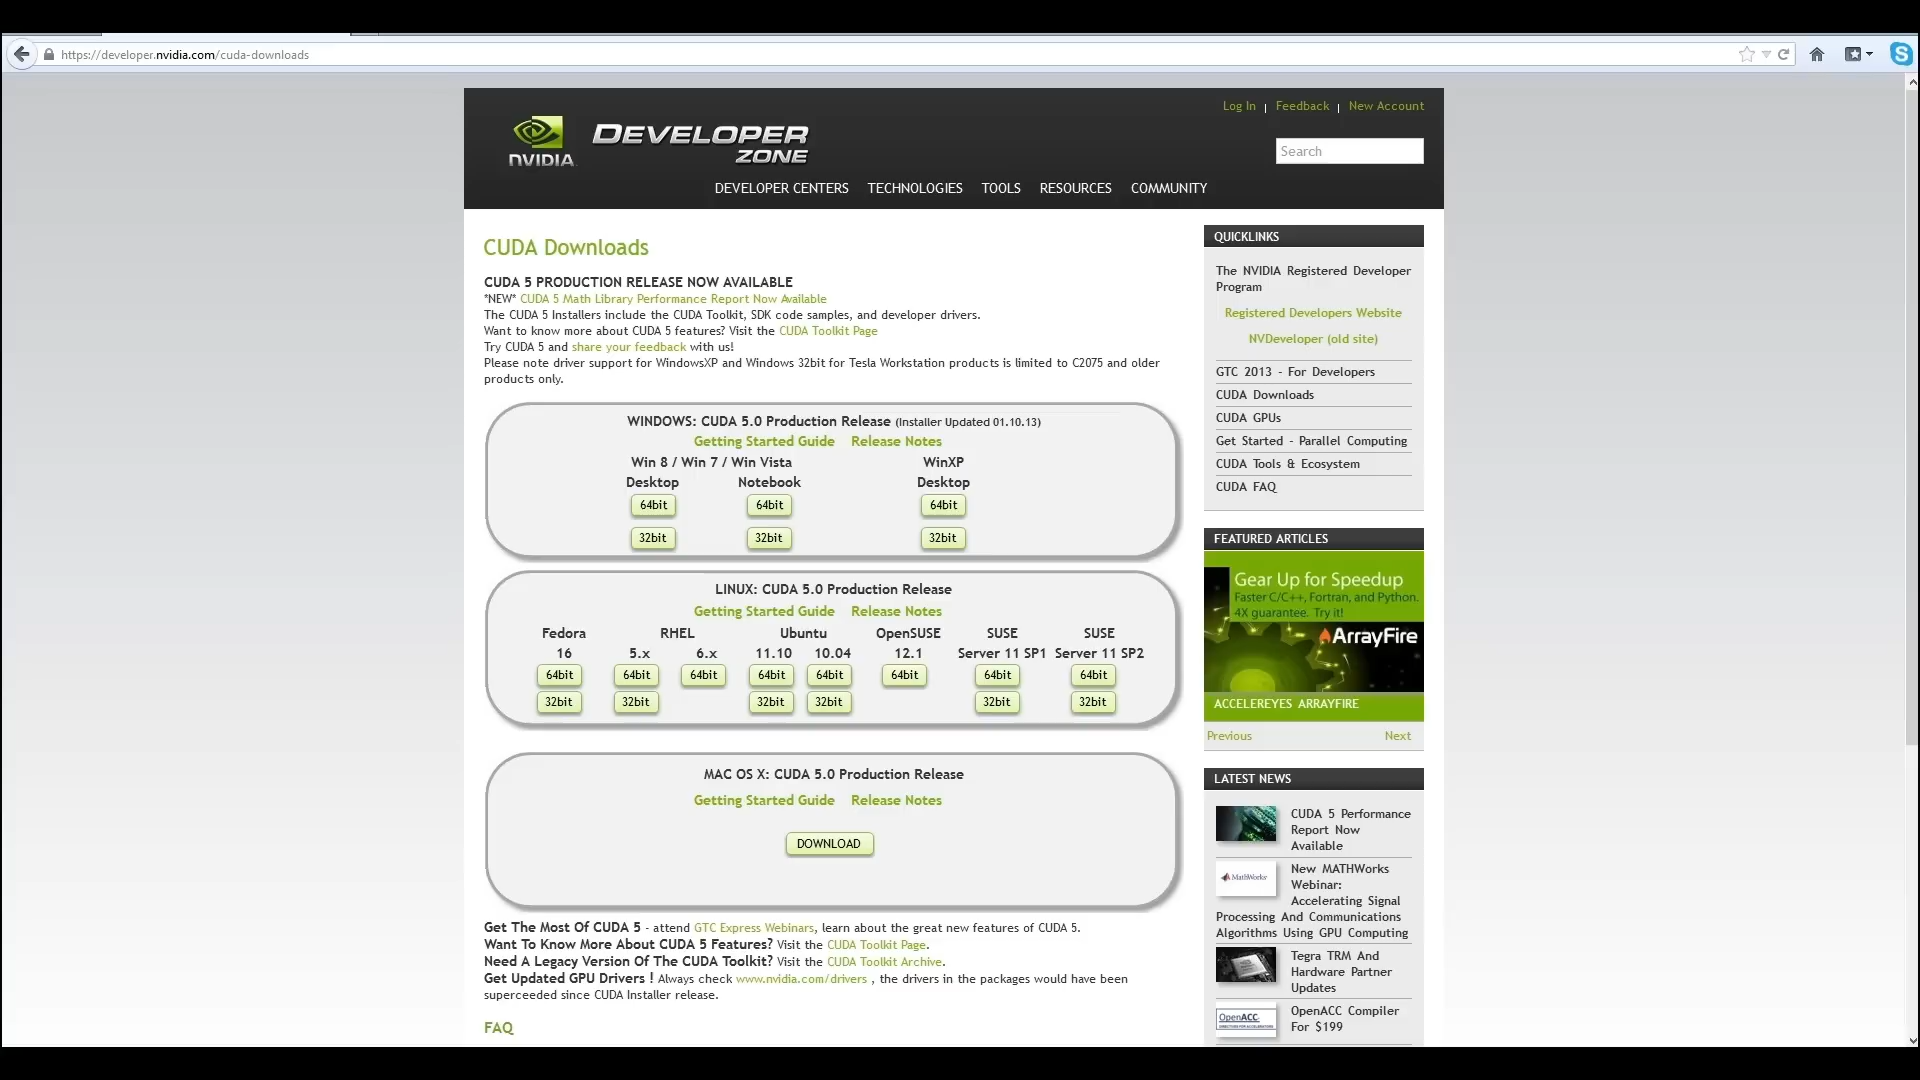 https://developer.nvidia.com/cuda-downloads
Log In | Feedback | New Account
NVIDIA
DEVELOPER
ZONE
Search
DEVELOPER CENTERS TECHNOLOGIES TOOLS RESOURCES COMMUNITY
CUDA Downloads
CUDA 5 PRODUCTION RELEASE NOW AVAILABLE
*NEW* CUDA 5 Math Library Performance Report Now Available
The CUDA 5 Installers include the CUDA Toolkit, SDK code samples, and developer drivers.
Want to know more about CUDA 5 features? Visit the CUDA Toolkit Page
Try CUDA 5 and share your feedback with us!
Please note driver support for WindowsXP and Windows 32bit for Tesla Workstation products is limited to C2075 and older
products only.
WINDOWS: CUDA 5.0 Production Release (Installer Updated 01.10.13)
Getting Started Guide Release Notes
Win 8 / Win 7 / Win Vista WinXP
Desktop Notebook Desktop
64bit 64bit 64bit
32bit 32bit 32bit
LINUX: CUDA 5.0 Production Release
Getting Started Guide Release Notes
Fedora RHEL Ubuntu OpenSUSE SUSE SUSE
16 5.x 6.x 11.10 10.04 12.1 Server 11 SP1 Server 11 SP2
64bit 64bit 64bit 64bit 64bit 64bit 64bit 64bit
32bit 32bit 32bit 32bit 32bit 32bit
MAC OS X: CUDA 5.0 Production Release
Getting Started Guide Release Notes
DOWNLOAD
Get The Most Of CUDA 5 - attend GTC Express Webinars, learn about the great new features of CUDA 5.
Want To Know More About CUDA 5 Features? Visit the CUDA Toolkit Page.
Need A Legacy Version Of The CUDA Toolkit? Visit the CUDA Toolkit Archive.
Get Updated GPU Drivers ! Always check www.nvidia.com/drivers , the drivers in the packages would have been
superceeded since CUDA Installer release.
FAQ
QUICKLINKS
The NVIDIA Registered Developer
Program
Registered Developers Website
NVDeveloper (old site)
GTC 2013 - For Developers
CUDA Downloads
CUDA GPUs
Get Started - Parallel Computing
CUDA Tools & Ecosystem
CUDA FAQ
FEATURED ARTICLES
Gear Up for Speedup
Faster C/C++, Fortran, and Python.
4X guarantee. Try it!
ArrayFire
ACCELEREYES ARRAYFIRE
Previous Next
LATEST NEWS
CUDA 5 Performance
Report Now
Available
MathWorks
New MATHWorks
Webinar:
Accelerating Signal
Processing And Communications
Algorithms Using GPU Computing
Tegra TRM And
Hardware Partner
Updates
OpenACC
OpenACC Compiler
For $199